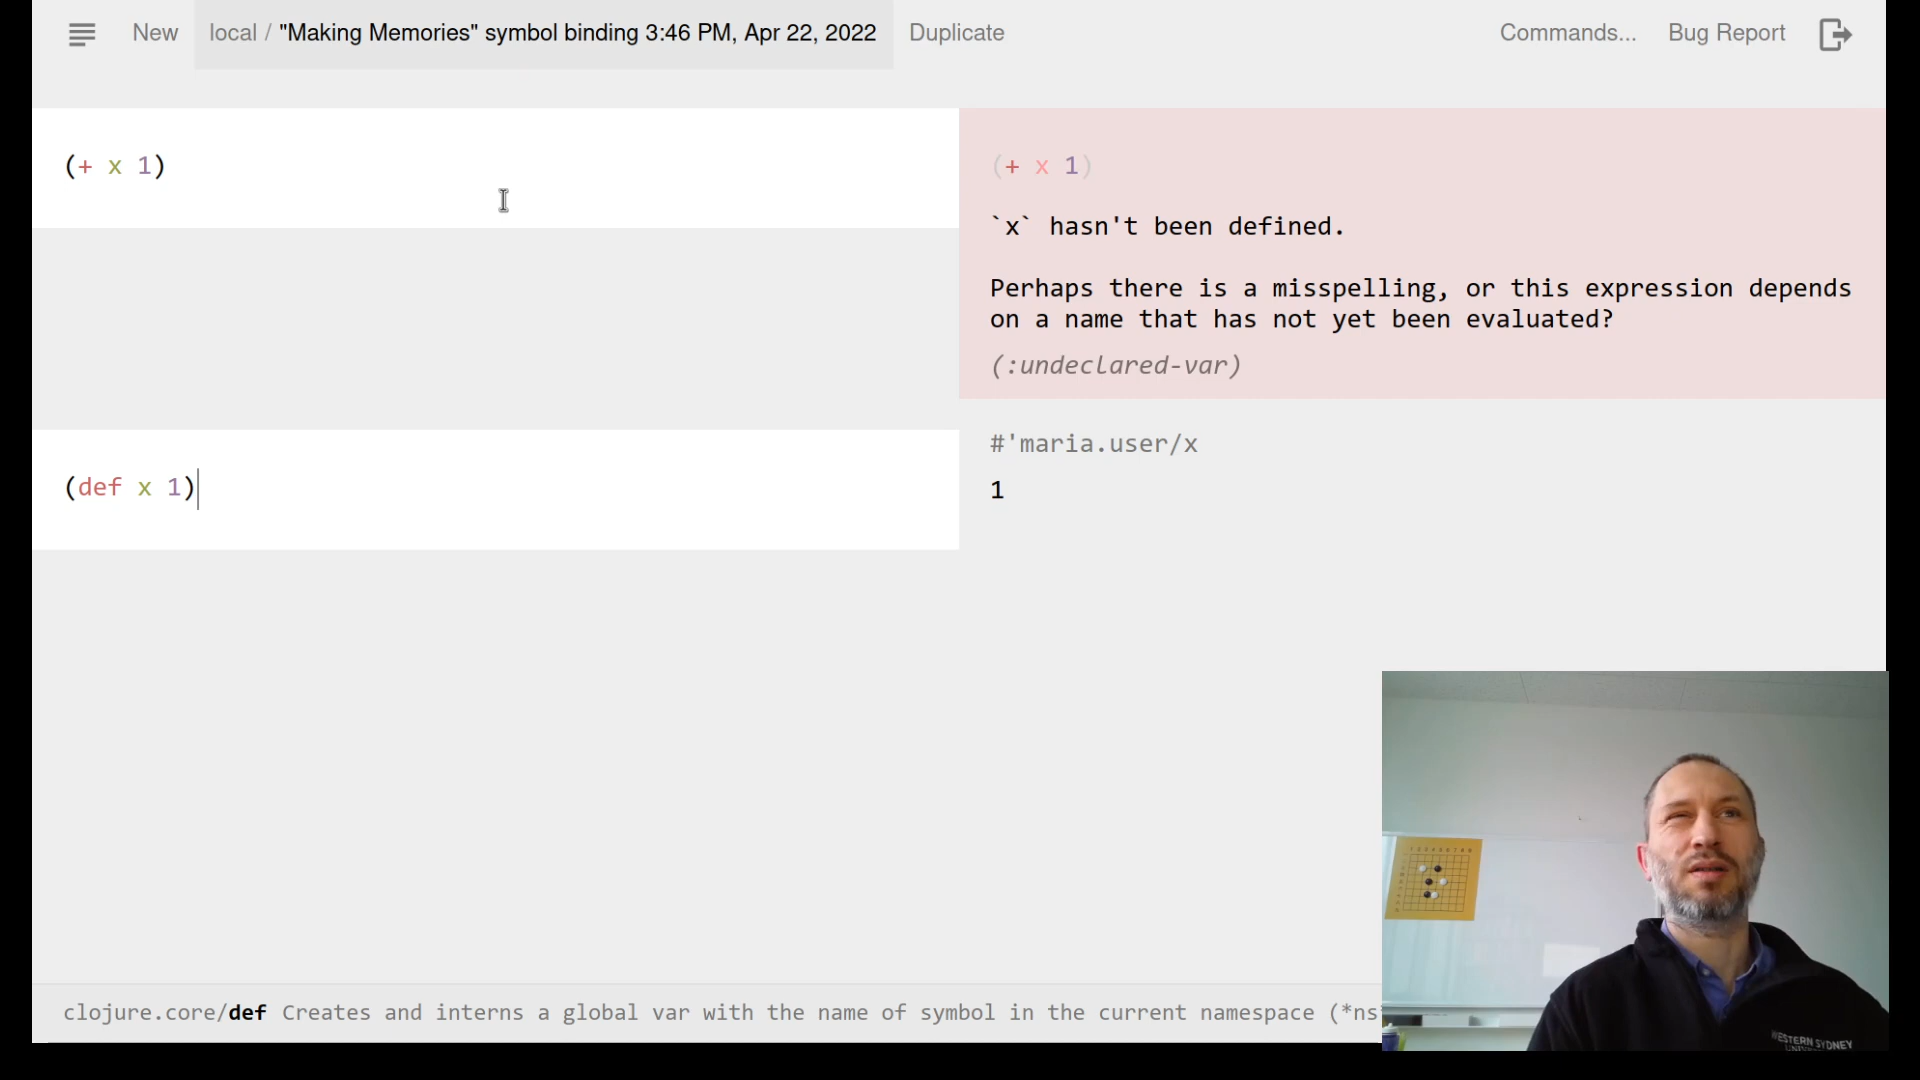 New local / "Making Memories" symbol binding 3:46 PM, Apr 22, 2022 Duplicate Commands... Bug Report
(+ x 1)
(+ x 1)
`x` hasn't been defined.
Perhaps there is a misspelling, or this expression depends
on a name that has not yet been evaluated?
(:undeclared-var)
(def x 1)
#'maria.user/x
1
clojure.core/def Creates and interns a global var with the name of symbol in the current namespace (*ns
WESTERN SYDNEY